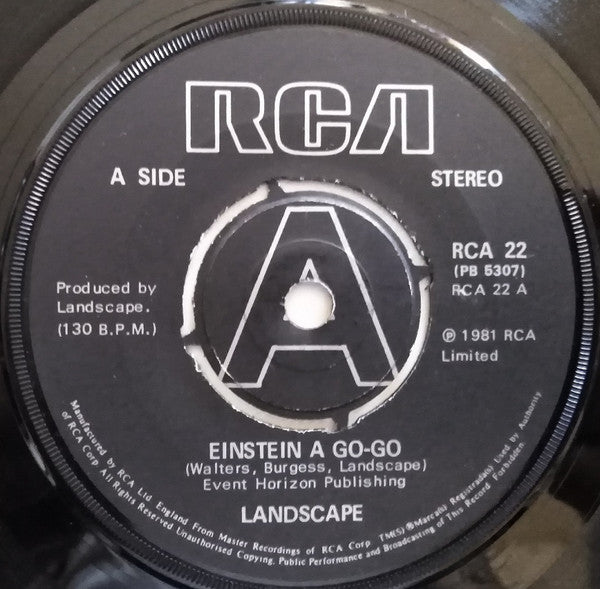 RCA
A SIDE
STEREO
A
RCA 22
(PB 5307)
RCA 22 A
Produced by
Landscape.
(130 B.P.M.)
℗ 1981 RCA
Limited
EINSTEIN A GO-GO
(Walters, Burgess, Landscape)
Event Horizon Publishing
LANDSCAPE
Manufactured by RCA Ltd. England From Master Recordings of RCA Corp. TM(S)®Marca(s) Registrada(s) Used by Authority
of RCA Corp. All Rights Reserved Unauthorised Copying, Public Performance and Broadcasting of This Record Forbidden